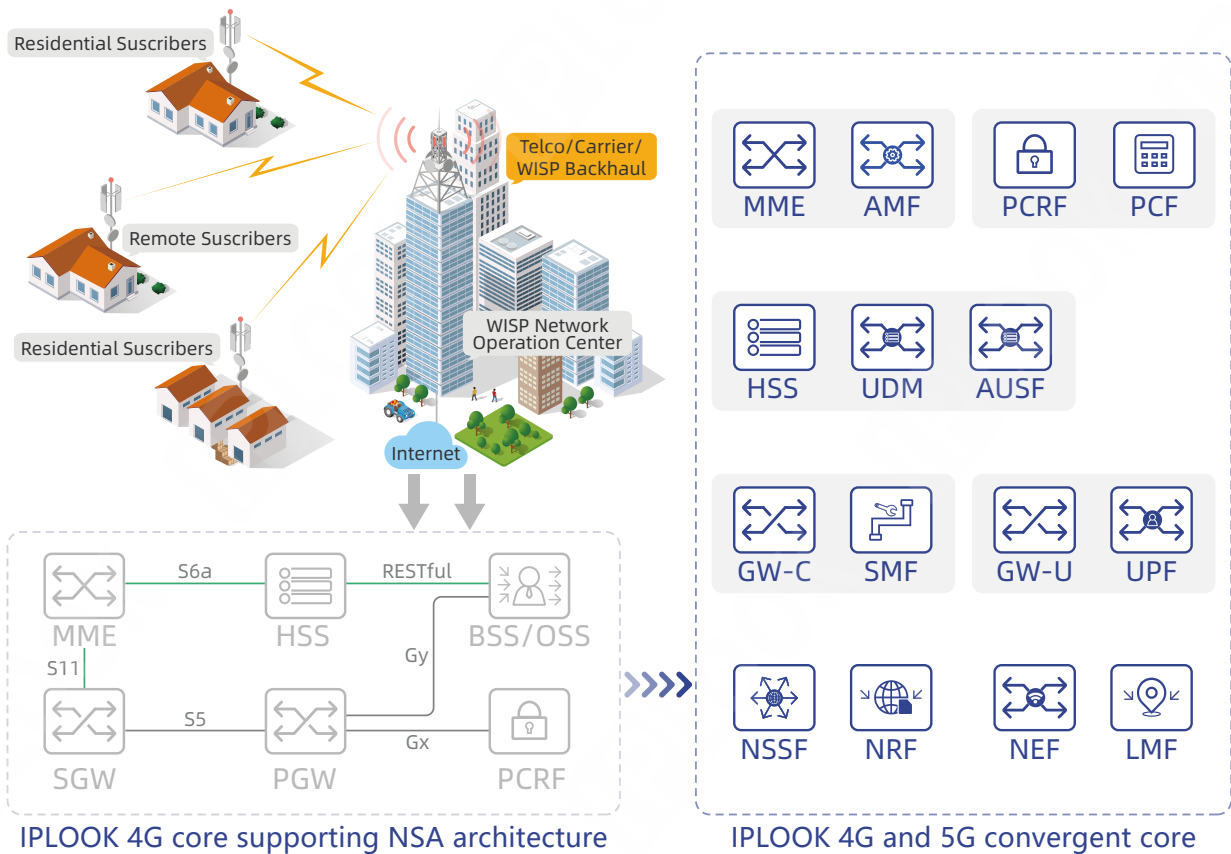 Residential Suscribers
Telco/Carrier/
WISP Backhaul
Remote Suscribers
WISP Network
Operation Center
Residential Suscribers
Internet
S6a
RESTful
MME
HSS
BSS/OSS
S11
Gy
S5
Gx
SGW
PGW
PCRF
IPLOOK 4G core supporting NSA architecture
MME
AMF
PCRF
PCF
HSS
UDM
AUSF
GW-C
SMF
GW-U
UPF
NSSF
NRF
NEF
LMF
IPLOOK 4G and 5G convergent core